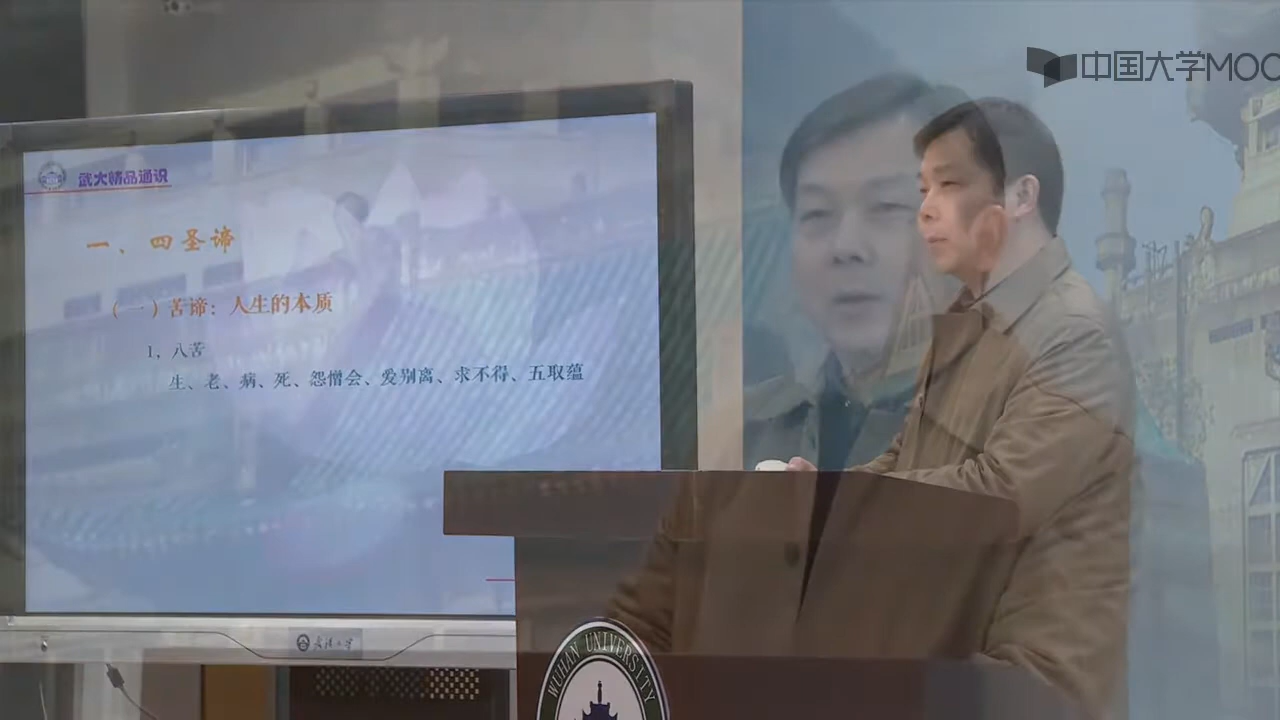 中国大学MOOC
武大精品通识
一、四圣谛
（一）苦谛：人生的本质
1，八苦
生、老、病、死、怨憎会、爱别离、求不得、五取蕴
武汉大学
WUHAN UNIVERSITY